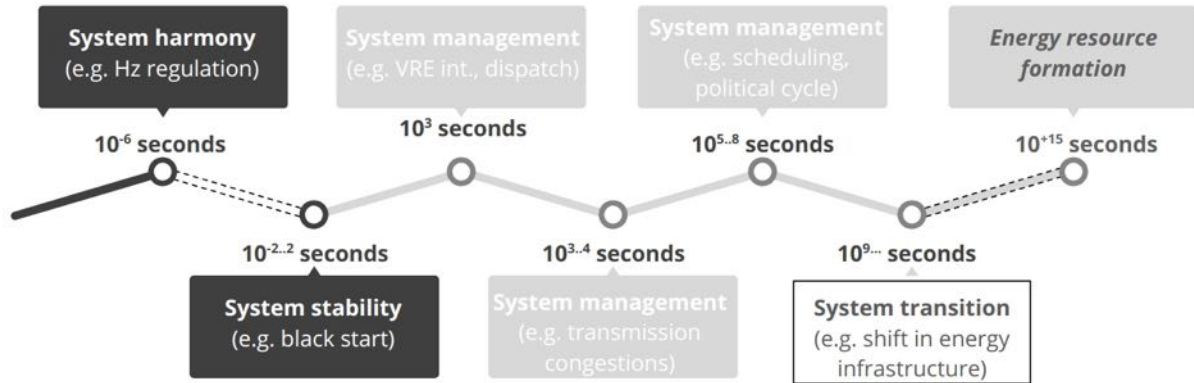 System harmony
(e.g. Hz regulation)
System management
(e.g. VRE int., dispatch)
System management
(e.g. scheduling,
political cycle)
Energy resource
formation
10⁻⁶ seconds
10³ seconds
10⁵··⁸ seconds
10⁺¹⁵ seconds
10⁻²··² seconds
10³··⁴ seconds
10⁹··· seconds
System stability
(e.g. black start)
System management
(e.g. transmission
congestions)
System transition
(e.g. shift in energy
infrastructure)